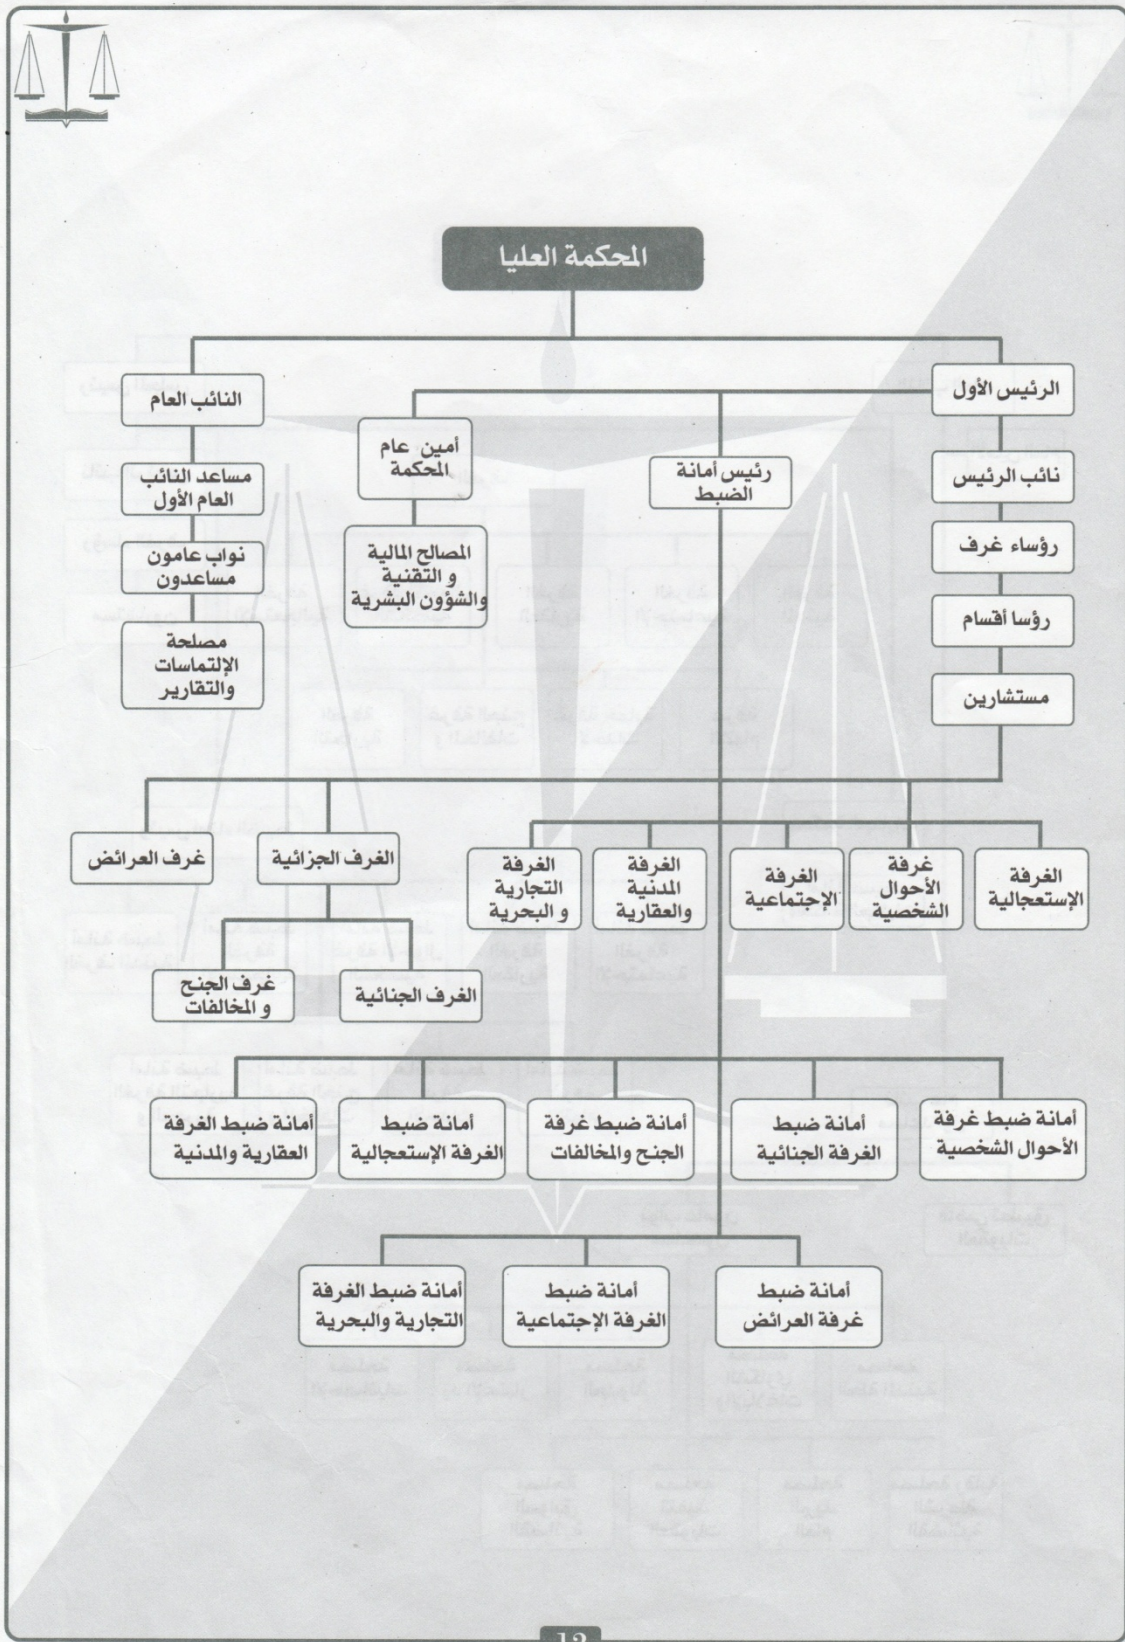 المحكمة العليا
الرئيس الأول
النائب العام
أمين عام
المحكمة
رئيس أمانة
الضبط
نائب الرئيس
مساعد النائب
العام الأول
رؤساء غرف
المصالح المالية
و التقنية
والشؤون البشرية
نواب عامون
مساعدون
رؤسا أقسام
مصلحة
الإلتماسات
والتقارير
مستشارين
الغرفة
الإستعجالية
غرفة
الأحوال
الشخصية
الغرفة
الإجتماعية
الغرفة
المدنية
والعقارية
الغرفة
التجارية
و البحرية
الغرف الجزائية
غرف العرائض
الغرف الجنائية
غرف الجنح
و المخالفات
أمانة ضبط غرفة
الأحوال الشخصية
أمانة ضبط
الغرفة الجنائية
أمانة ضبط غرفة
الجنح والمخالفات
أمانة ضبط
الغرفة الإستعجالية
أمانة ضبط الغرفة
العقارية والمدنية
أمانة ضبط
غرفة العرائض
أمانة ضبط
الغرفة الإجتماعية
أمانة ضبط الغرفة
التجارية والبحرية